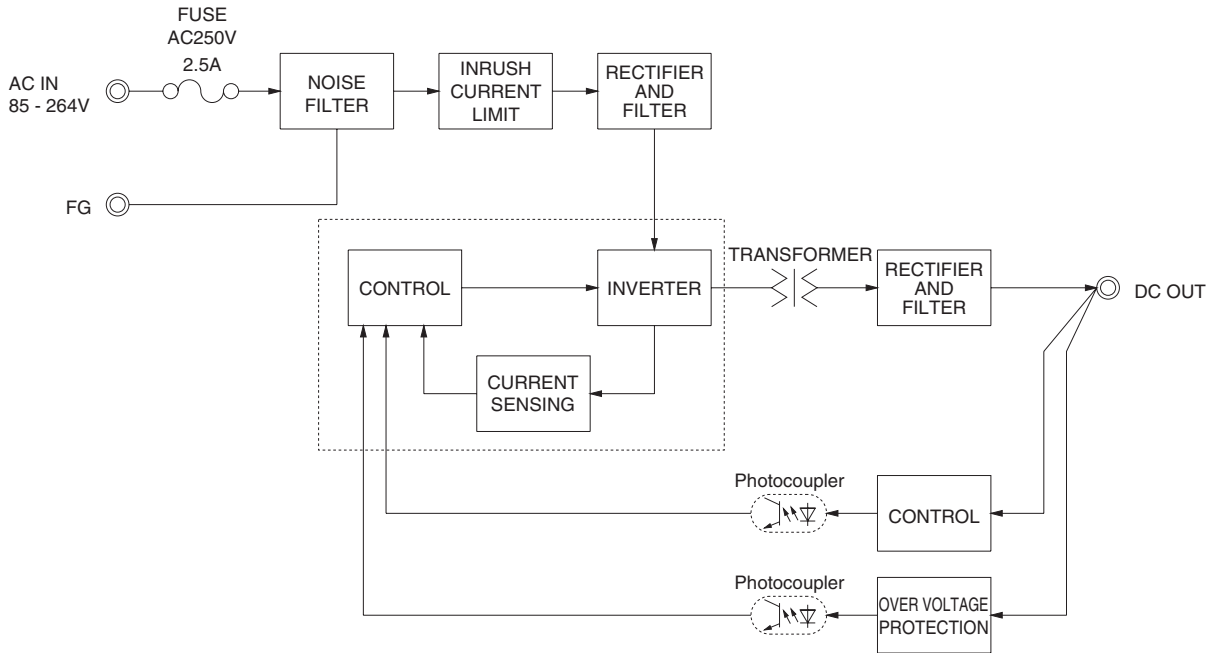 FUSE
AC250V
2.5A
AC IN
85 - 264V
NOISE
FILTER
INRUSH
CURRENT
LIMIT
RECTIFIER
AND
FILTER
FG
CONTROL
INVERTER
TRANSFORMER
RECTIFIER
AND
FILTER
DC OUT
CURRENT
SENSING
Photocoupler
CONTROL
Photocoupler
OVER VOLTAGE
PROTECTION